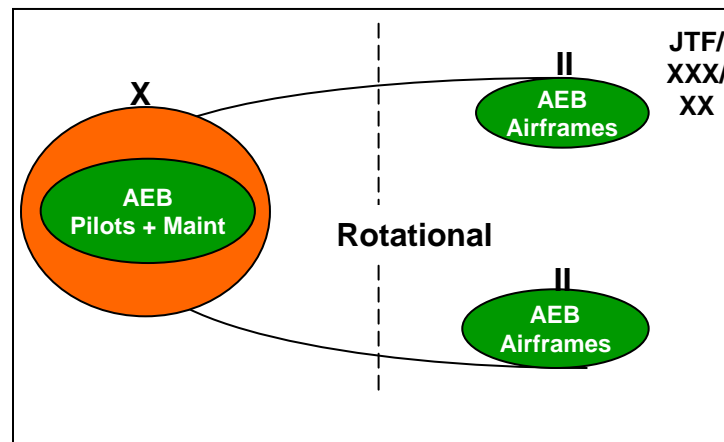 X
AEB
Pilots + Maint
Rotational
II
AEB
Airframes
II
AEB
Airframes
JTF/
XXX/
XX